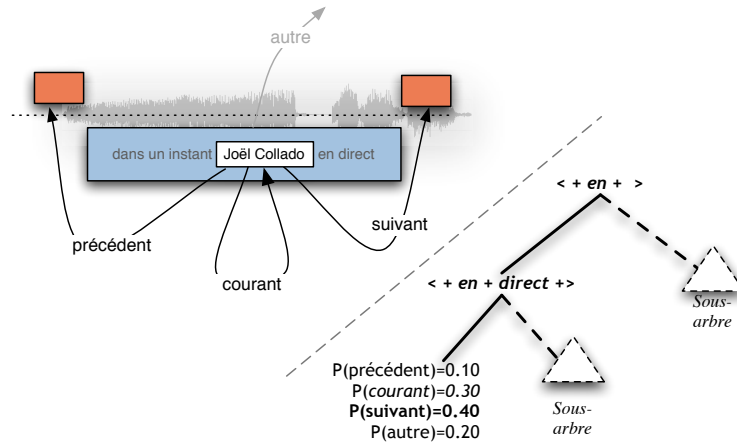 autre
dans un instant Joël Collado en direct
précédent
suivant
courant
< + en + >
< + en + direct +>
Sous-
arbre
P(précédent)=0.10
P(courant)=0.30
P(suivant)=0.40
P(autre)=0.20
Sous-
arbre